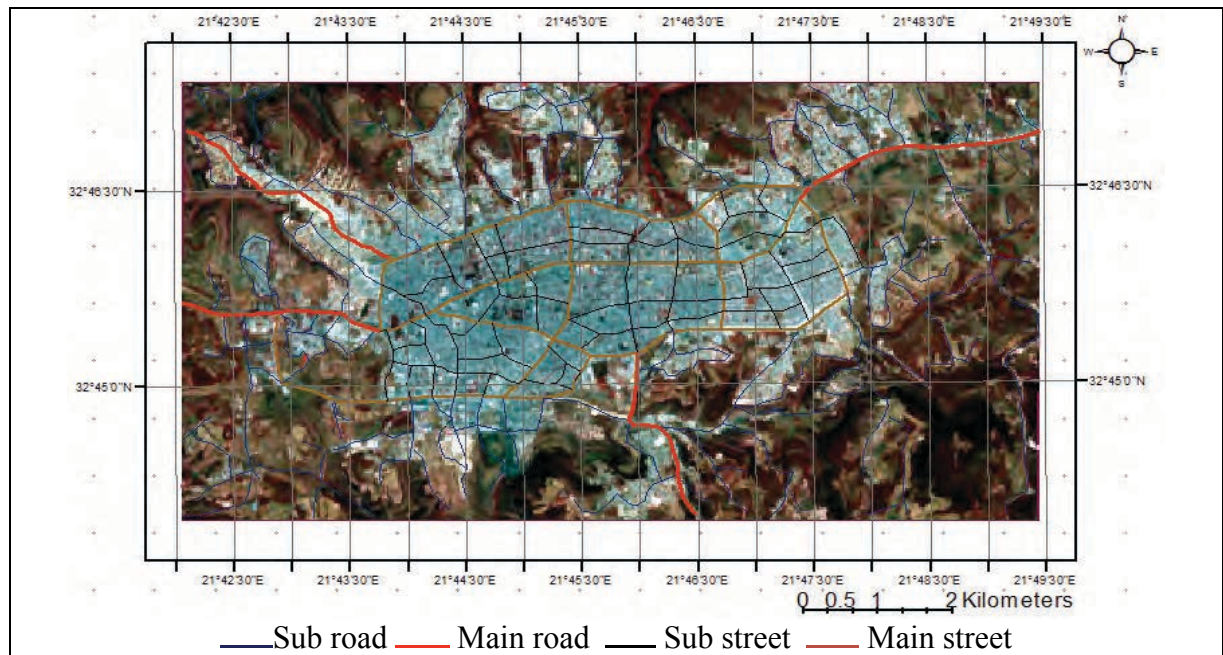 21°42'30"E 21°43'30"E 21°44'30"E 21°45'30"E 21°46'30"E 21°47'30"E 21°48'30"E 21°49'30"E
N
W E
S
32°46'30"N 32°46'30"N
32°45'0"N 32°45'0"N
21°42'30"E 21°43'30"E 21°44'30"E 21°45'30"E 21°46'30"E 21°47'30"E 21°48'30"E 21°49'30"E
0 0.5 1 2 Kilometers
Sub road Main road Sub street Main street